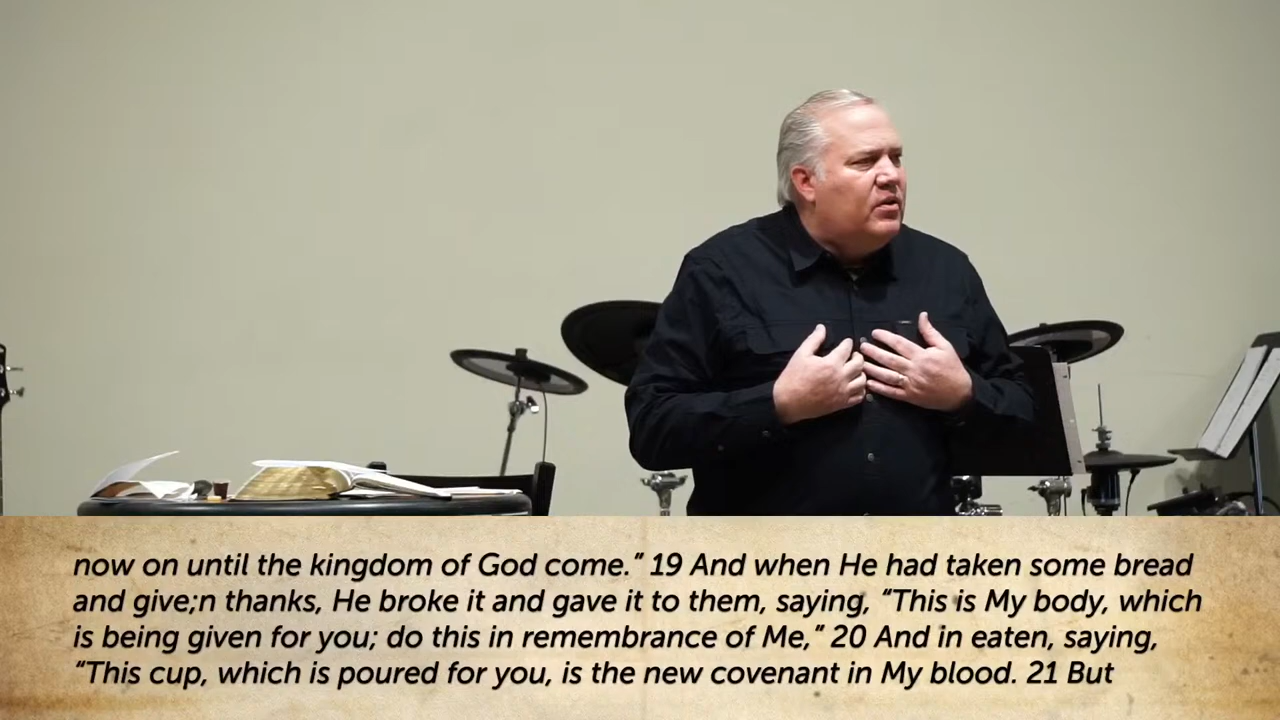 now on until the kingdom of God come.” 19 And when He had taken some bread
and give;n thanks, He broke it and gave it to them, saying, “This is My body, which
is being given for you; do this in remembrance of Me,” 20 And in eaten, saying,
“This cup, which is poured for you, is the new covenant in My blood. 21 But